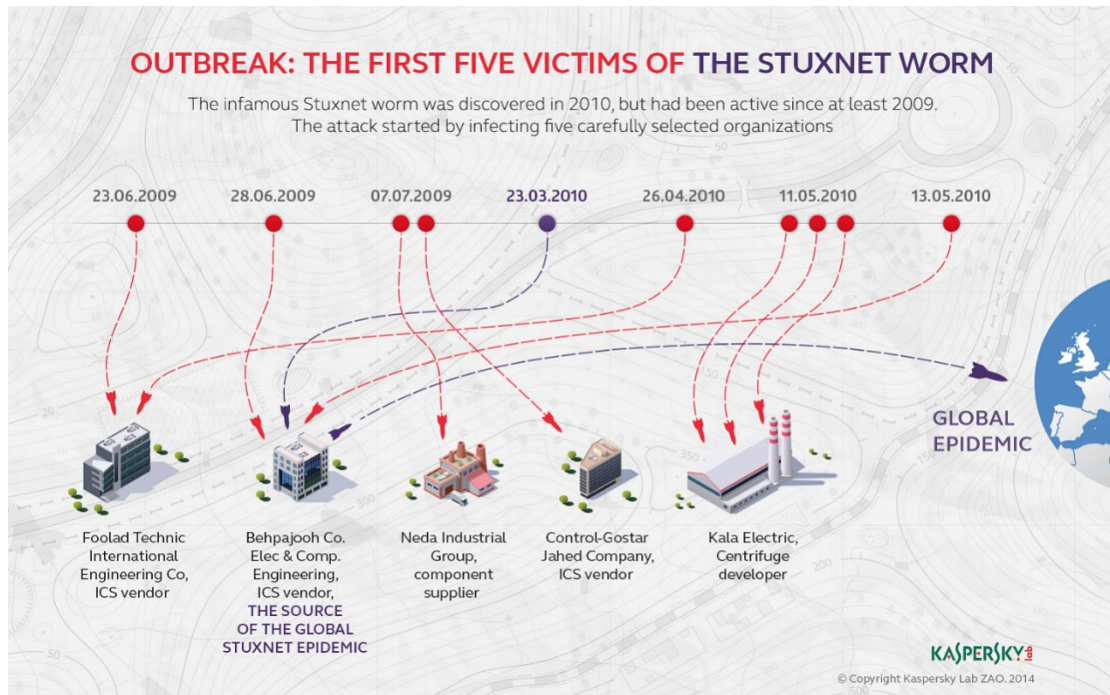 OUTBREAK: THE FIRST FIVE VICTIMS OF THE STUXNET WORM
The infamous Stuxnet worm was discovered in 2010, but had been active since at least 2009.
The attack started by infecting five carefully selected organizations
23.06.2009 28.06.2009 07.07.2009 23.03.2010 26.04.2010 11.05.2010 13.05.2010
GLOBAL
EPIDEMIC
Foolad Technic
International
Engineering Co,
ICS vendor
Behpajooh Co.
Elec & Comp.
Engineering,
ICS vendor,
THE SOURCE
OF THE GLOBAL
STUXNET EPIDEMIC
Neda Industrial
Group,
component
supplier
Control-Gostar
Jahed Company,
ICS vendor
Kala Electric,
Centrifuge
developer
KASPERSKY lab
© Copyright Kaspersky Lab ZAO. 2014